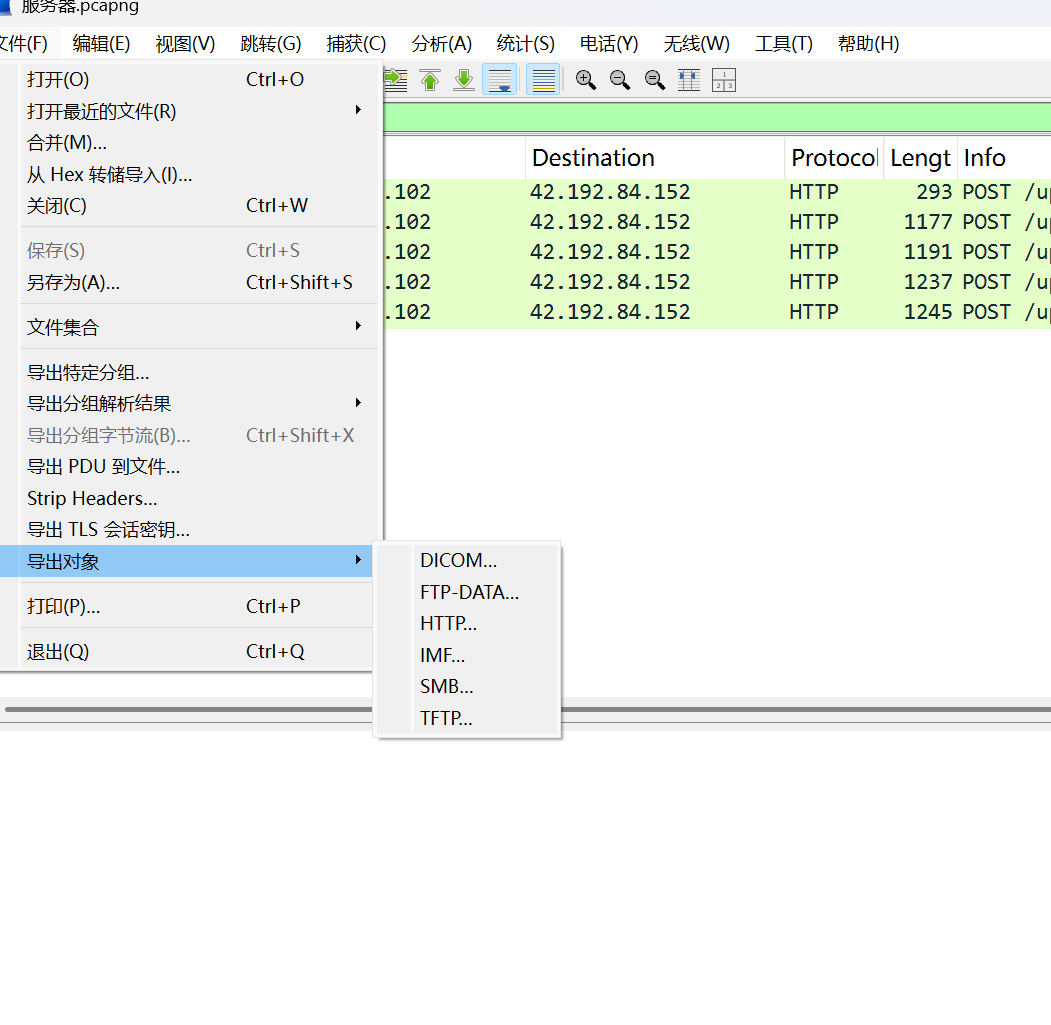 服务器.pcapng
文件(F) 编辑(E) 视图(V) 跳转(G) 捕获(C) 分析(A) 统计(S) 电话(Y) 无线(W) 工具(T) 帮助(H)
打开(O) Ctrl+O
打开最近的文件(R)
合并(M)...
从 Hex 转储导入(I)...
关闭(C) Ctrl+W
保存(S) Ctrl+S
另存为(A)... Ctrl+Shift+S
文件集合
导出特定分组...
导出分组解析结果
导出分组字节流(B)... Ctrl+Shift+X
导出 PDU 到文件...
Strip Headers...
导出 TLS 会话密钥...
导出对象
打印(P)... Ctrl+P
退出(Q) Ctrl+Q
DICOM...
FTP-DATA...
HTTP...
IMF...
SMB...
TFTP...
Destination Protocol Lengt Info
.102 42.192.84.152 HTTP 293 POST /up
.102 42.192.84.152 HTTP 1177 POST /up
.102 42.192.84.152 HTTP 1191 POST /up
.102 42.192.84.152 HTTP 1237 POST /up
.102 42.192.84.152 HTTP 1245 POST /up